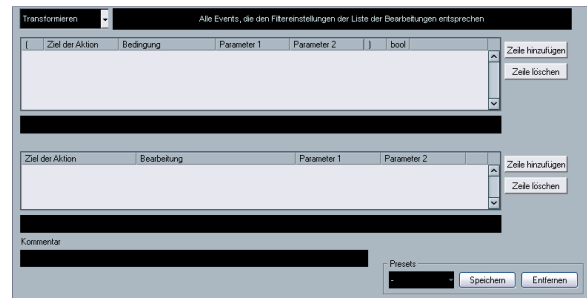 Transformieren
Alle Events, die den Filtereinstellungen der Liste der Bearbeitungen entsprechen
( Ziel der Aktion Bedingung Parameter 1 Parameter 2 ) bool
Zeile hinzufügen
Zeile löschen
Ziel der Aktion Bearbeitung Parameter 1 Parameter 2
Zeile hinzufügen
Zeile löschen
Kommentar
Presets
- Speichern Entfernen